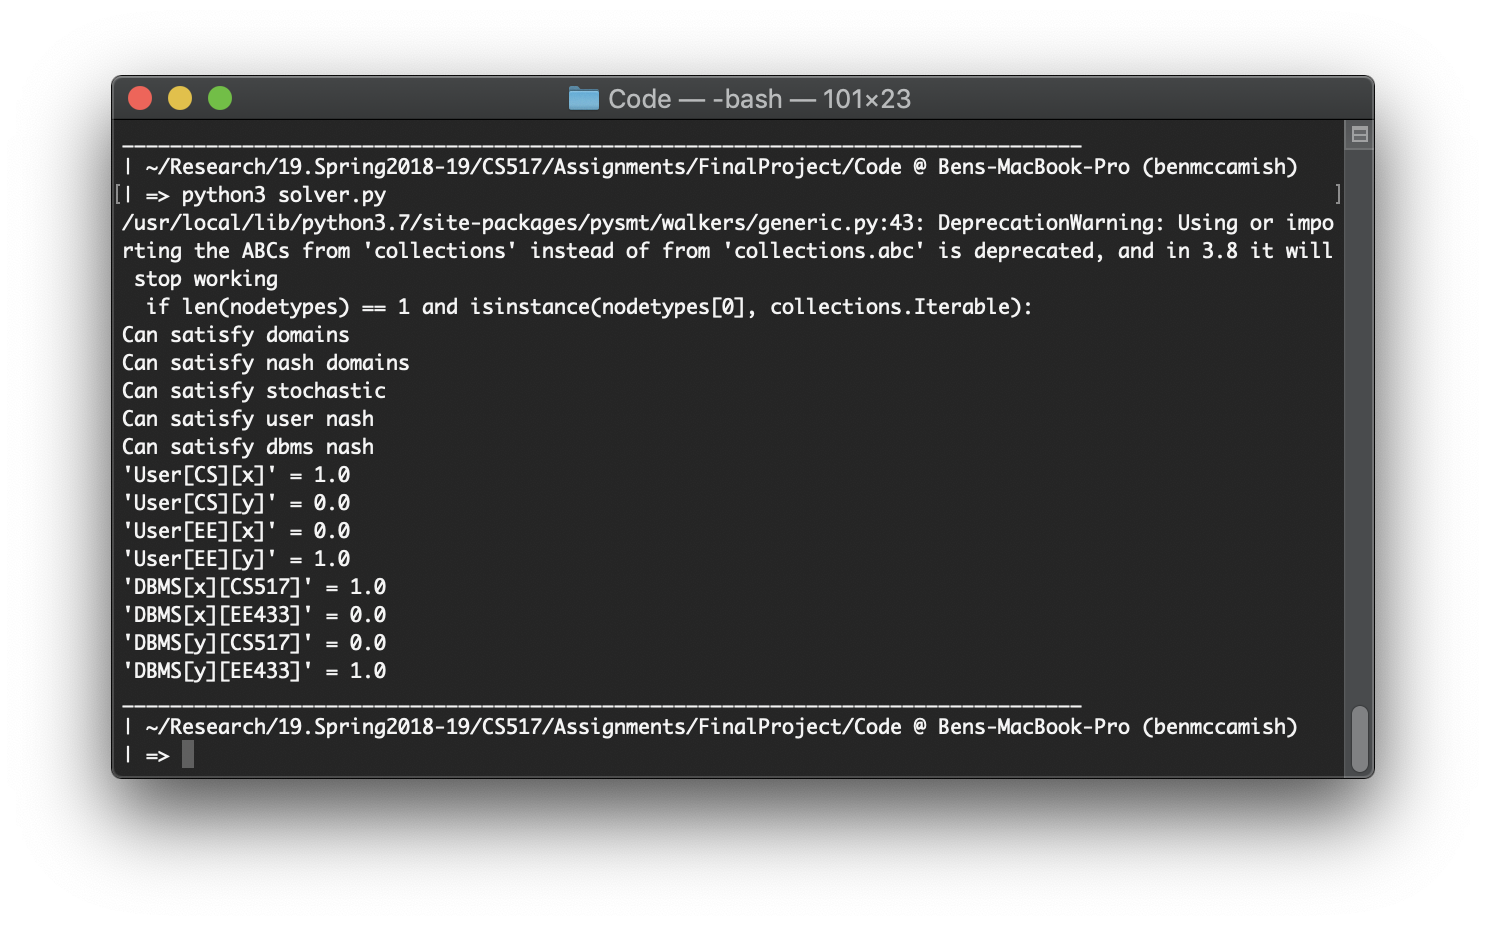 Code — -bash — 101×23
________________________________________________________________________________
| ~/Research/19.Spring2018-19/CS517/Assignments/FinalProject/Code @ Bens-MacBook-Pro (benmccamish)
[| => python3 solver.py ]
/usr/local/lib/python3.7/site-packages/pysmt/walkers/generic.py:43: DeprecationWarning: Using or impo
rting the ABCs from 'collections' instead of from 'collections.abc' is deprecated, and in 3.8 it will
 stop working
  if len(nodetypes) == 1 and isinstance(nodetypes[0], collections.Iterable):
Can satisfy domains
Can satisfy nash domains
Can satisfy stochastic
Can satisfy user nash
Can satisfy dbms nash
'User[CS][x]' = 1.0
'User[CS][y]' = 0.0
'User[EE][x]' = 0.0
'User[EE][y]' = 1.0
'DBMS[x][CS517]' = 1.0
'DBMS[x][EE433]' = 0.0
'DBMS[y][CS517]' = 0.0
'DBMS[y][EE433]' = 1.0
________________________________________________________________________________
| ~/Research/19.Spring2018-19/CS517/Assignments/FinalProject/Code @ Bens-MacBook-Pro (benmccamish)
| =>